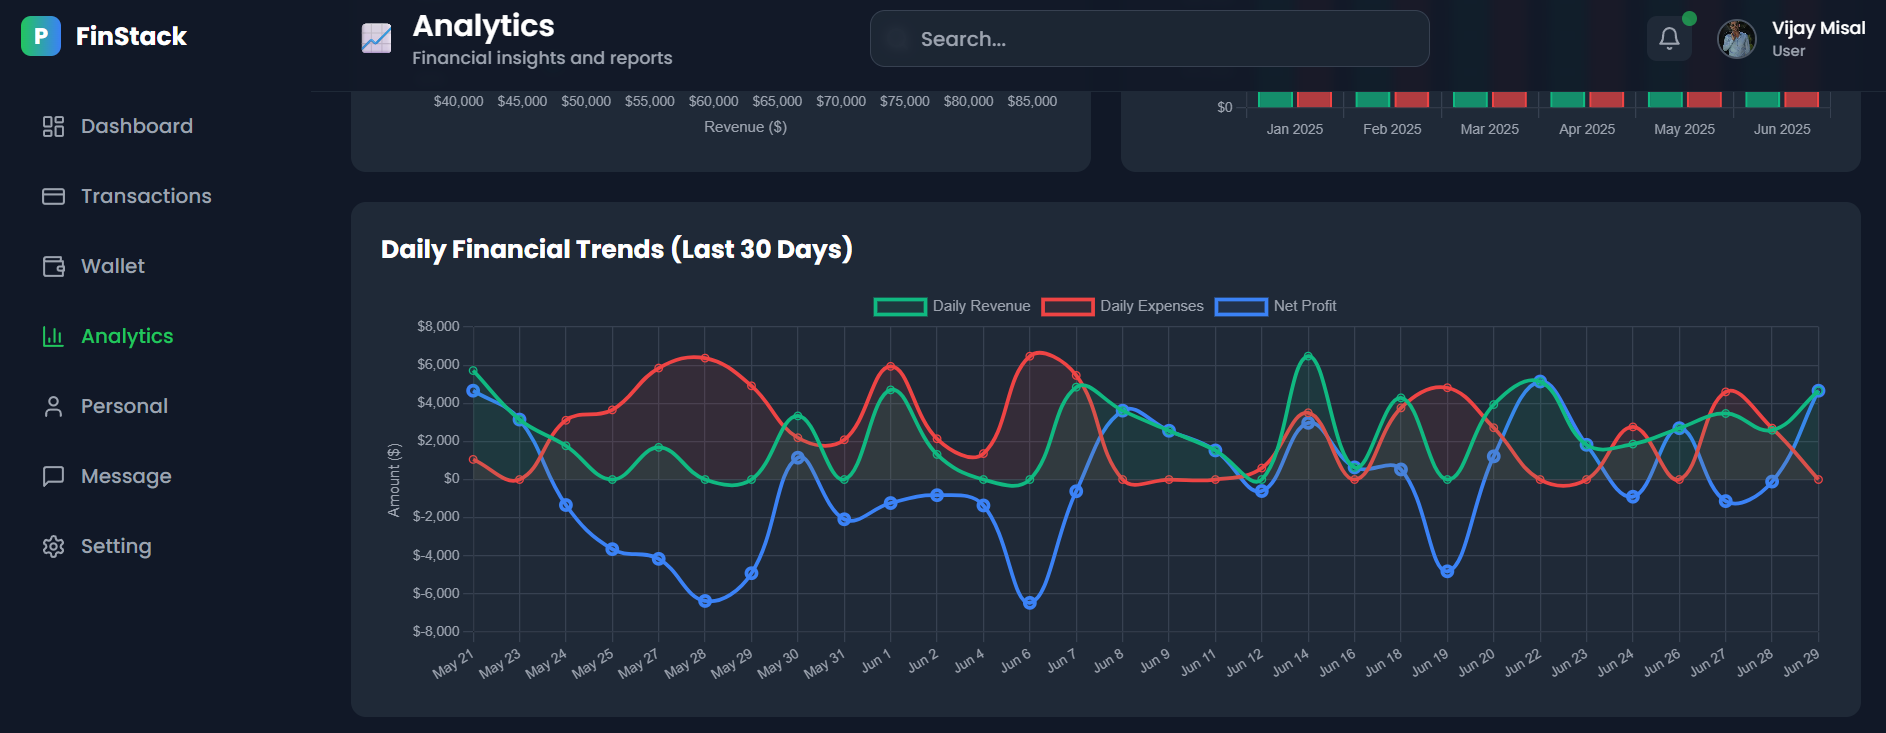 P FinStack
Analytics
Financial insights and reports
Search...
Vijay Misal
User
Dashboard
Transactions
Wallet
Analytics
Personal
Message
Setting
$40,000 $45,000 $50,000 $55,000 $60,000 $65,000 $70,000 $75,000 $80,000 $85,000
Revenue ($)
$0
Jan 2025 Feb 2025 Mar 2025 Apr 2025 May 2025 Jun 2025
Daily Financial Trends (Last 30 Days)
Daily Revenue Daily Expenses Net Profit
Amount ($)
$8,000
$6,000
$4,000
$2,000
$0
$-2,000
$-4,000
$-6,000
$-8,000
May 21 May 23 May 24 May 25 May 27 May 28 May 29 May 30 May 31 Jun 1 Jun 2 Jun 4 Jun 6 Jun 7 Jun 8 Jun 9 Jun 11 Jun 12 Jun 14 Jun 16 Jun 18 Jun 19 Jun 20 Jun 22 Jun 23 Jun 24 Jun 26 Jun 27 Jun 28 Jun 29